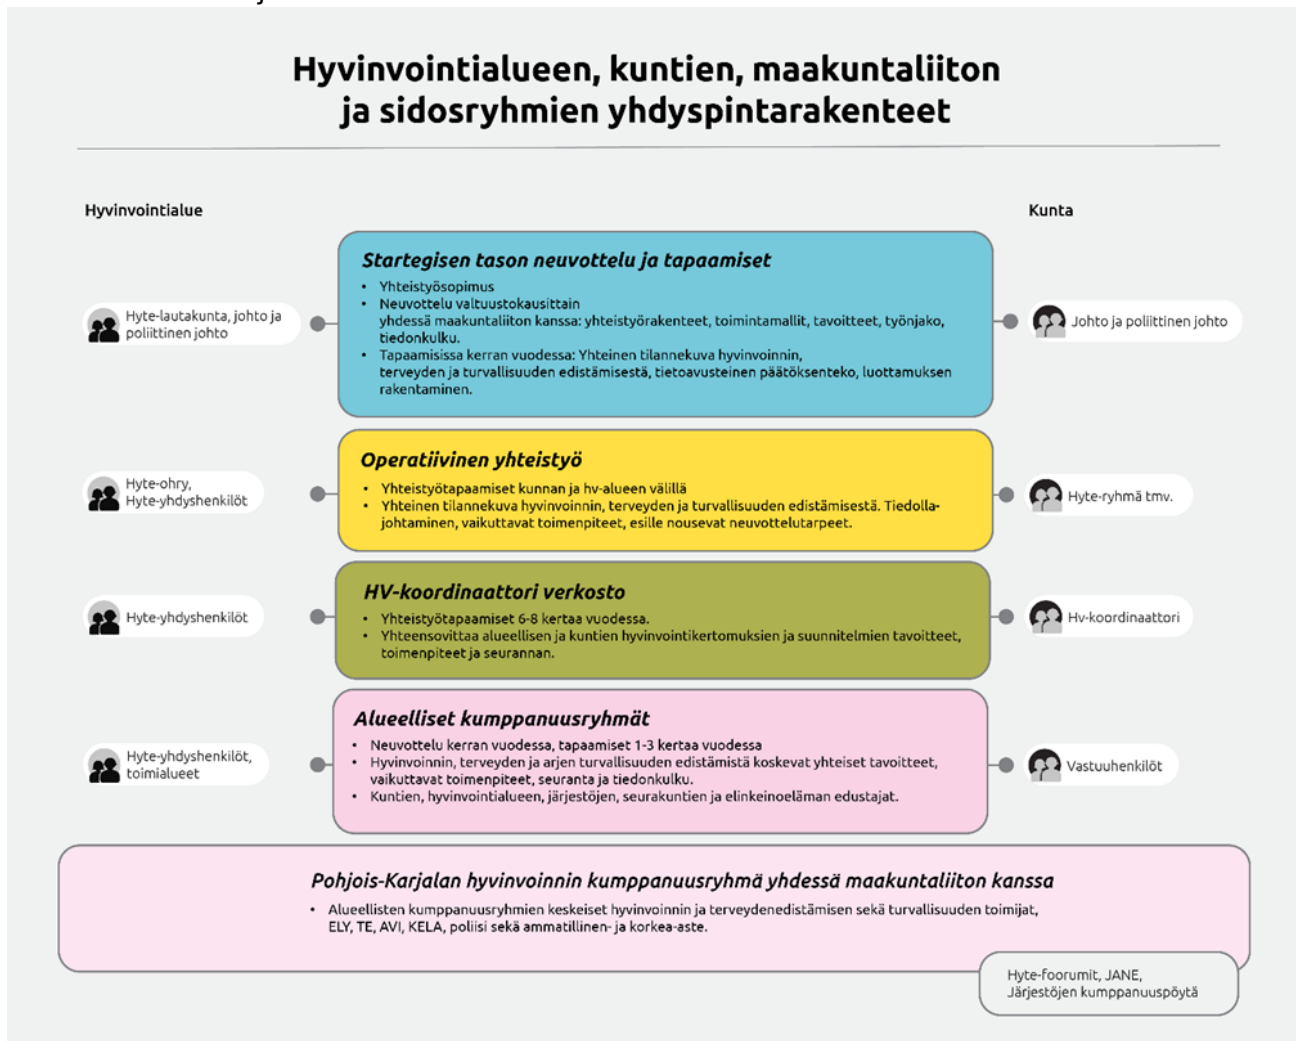 Hyvinvointialueen, kuntien, maakuntaliiton
ja sidosryhmien yhdyspintarakenteet
Hyvinvointialue
Kunta
Startegisen tason neuvottelu ja tapaamiset
• Yhteistyösopimus
• Neuvottelu valtuustokausittain
yhdessä maakuntaliiton kanssa: yhteistyörakenteet, toimintamallit, tavoitteet, työnjako,
tiedonkulku.
• Tapaamisissa kerran vuodessa: Yhteinen tilannekuva hyvinvoinnin,
terveyden ja turvallisuuden edistämisestä, tietoavusteinen päätöksenteko, luottamuksen
rakentaminen.
Hyte-lautakunta, johto ja
poliittinen johto
Johto ja poliittinen johto
Operatiivinen yhteistyö
• Yhteistyötapaamiset kunnan ja hv-alueen välillä
• Yhteinen tilannekuva hyvinvoinnin, terveyden ja turvallisuuden edistämisestä. Tiedolla-
johtaminen, vaikuttavat toimenpiteet, esille nousevat neuvottelutarpeet.
Hyte-ohry,
Hyte-yhdyshenkilöt
Hyte-ryhmä tmv.
HV-koordinaattori verkosto
• Yhteistyötapaamiset 6-8 kertaa vuodessa.
• Yhteensovittaa alueellisen ja kuntien hyvinvointikertomuksien ja suunnitelmien tavoitteet,
toimenpiteet ja seurannan.
Hyte-yhdyshenkilöt
Hv-koordinaattori
Alueelliset kumppanuusryhmät
• Neuvottelu kerran vuodessa, tapaamiset 1-3 kertaa vuodessa
• Hyvinvoinnin, terveyden ja arjen turvallisuuden edistämistä koskevat yhteiset tavoitteet,
vaikuttavat toimenpiteet, seuranta ja tiedonkulku.
• Kuntien, hyvinvointialueen, järjestöjen, seurakuntien ja elinkeinoelämän edustajat.
Hyte-yhdyshenkilöt,
toimialueet
Vastuuhenkilöt
Pohjois-Karjalan hyvinvoinnin kumppanuusryhmä yhdessä maakuntaliiton kanssa
• Alueellisten kumppanuusryhmien keskeiset hyvinvoinnin ja terveydenedistämisen sekä turvallisuuden toimijat,
ELY, TE, AVI, KELA, poliisi sekä ammatillinen- ja korkea-aste.
Hyte-foorumit, JANE,
Järjestöjen kumppanuuspöytä